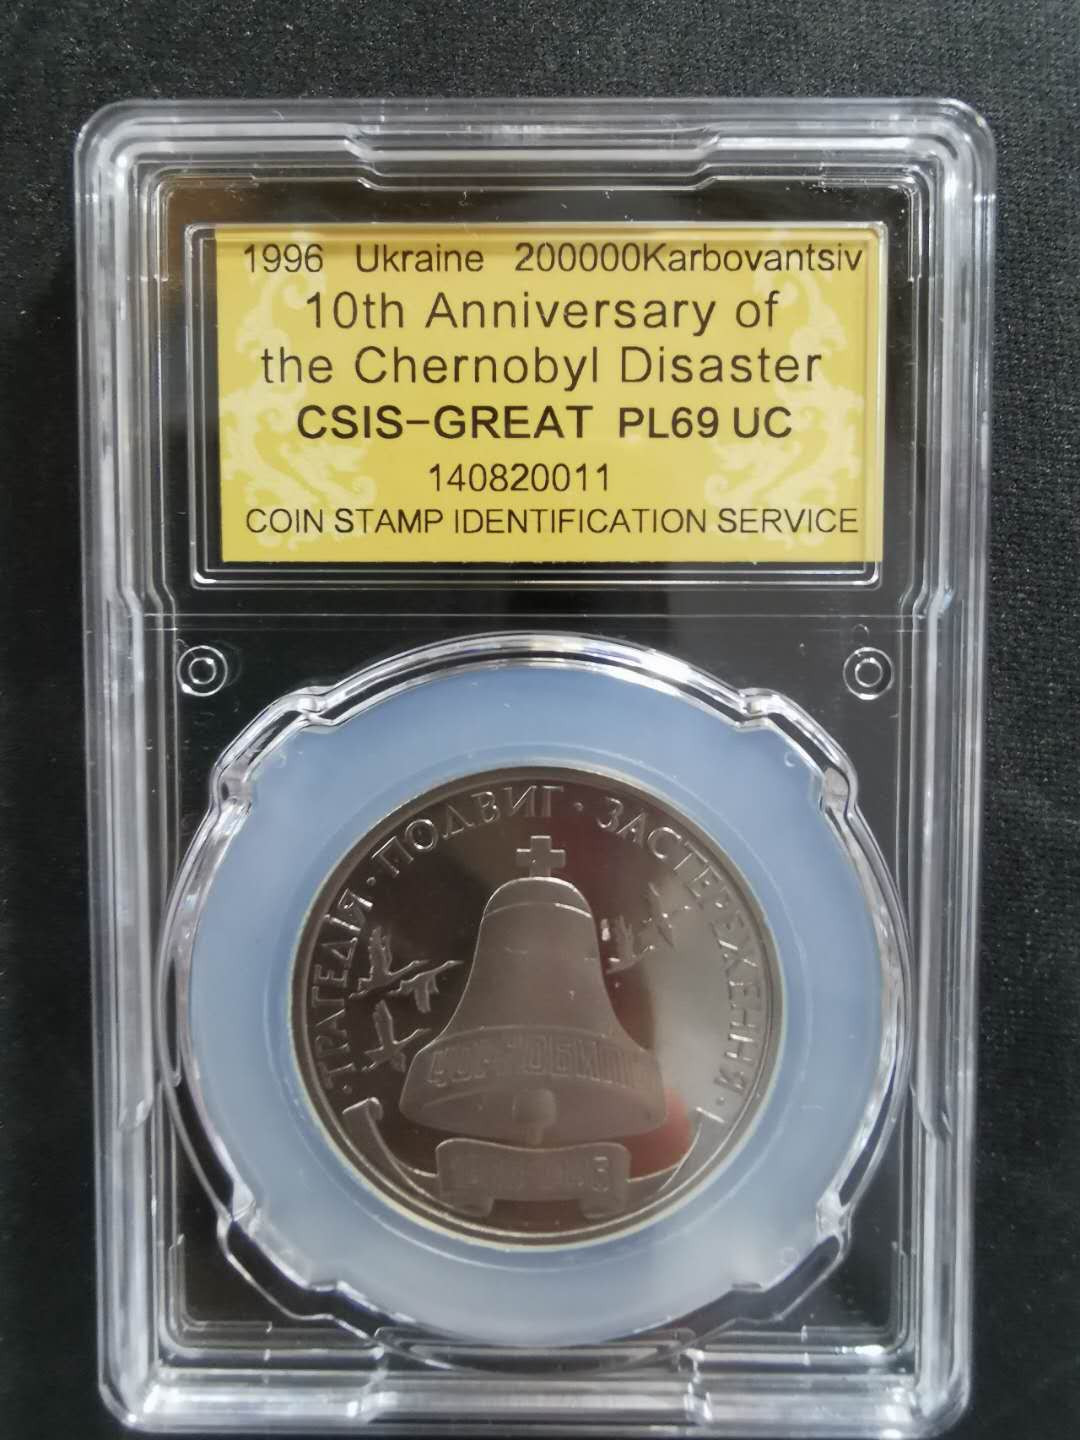 1996 Ukraine 200000Karbovantsiv
10th Anniversary of
the Chernobyl Disaster
CSIS-GREAT PL69 UC
140820011
COIN STAMP IDENTIFICATION SERVICE
· ТРАГЕДІЯ · ПОДВИГ · ЗАСТЕРЕЖЕННЯ ·
ЧОРНОБИЛЬ